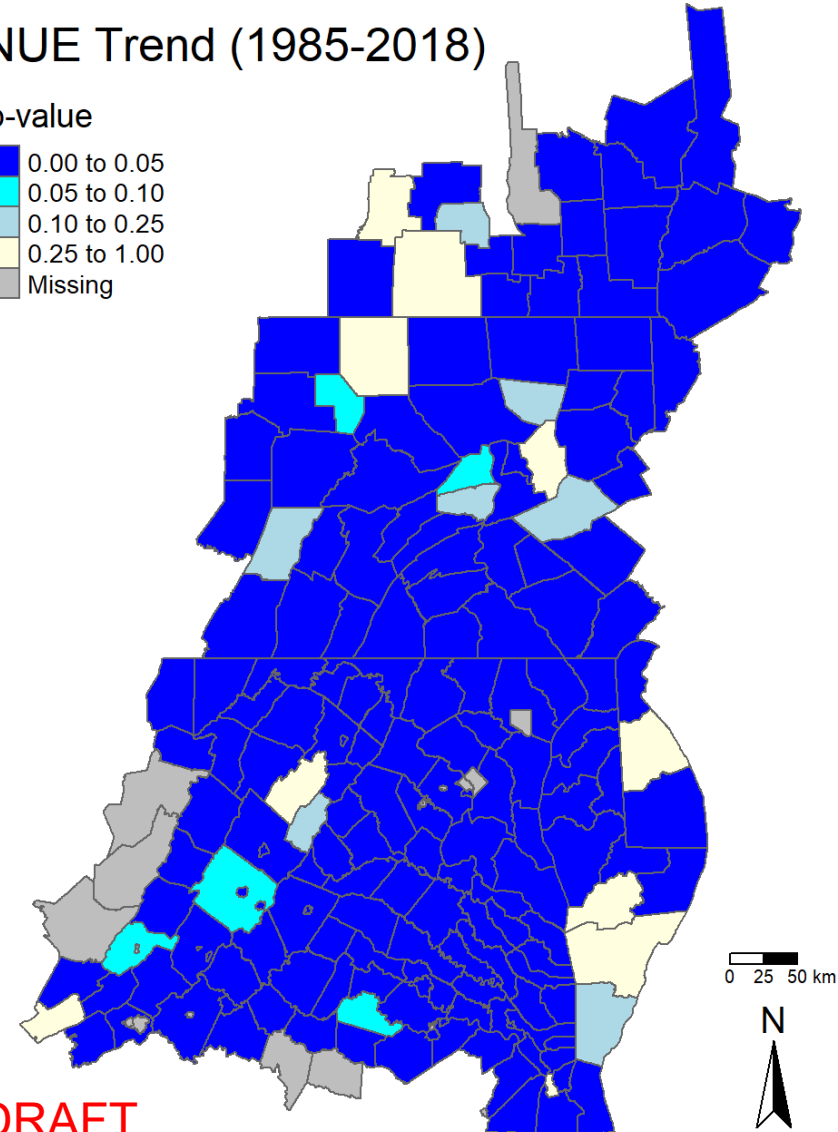 NUE Trend (1985-2018)
p-value
0.00 to 0.05
0.05 to 0.10
0.10 to 0.25
0.25 to 1.00
Missing
0 25 50 km
N
DRAFT